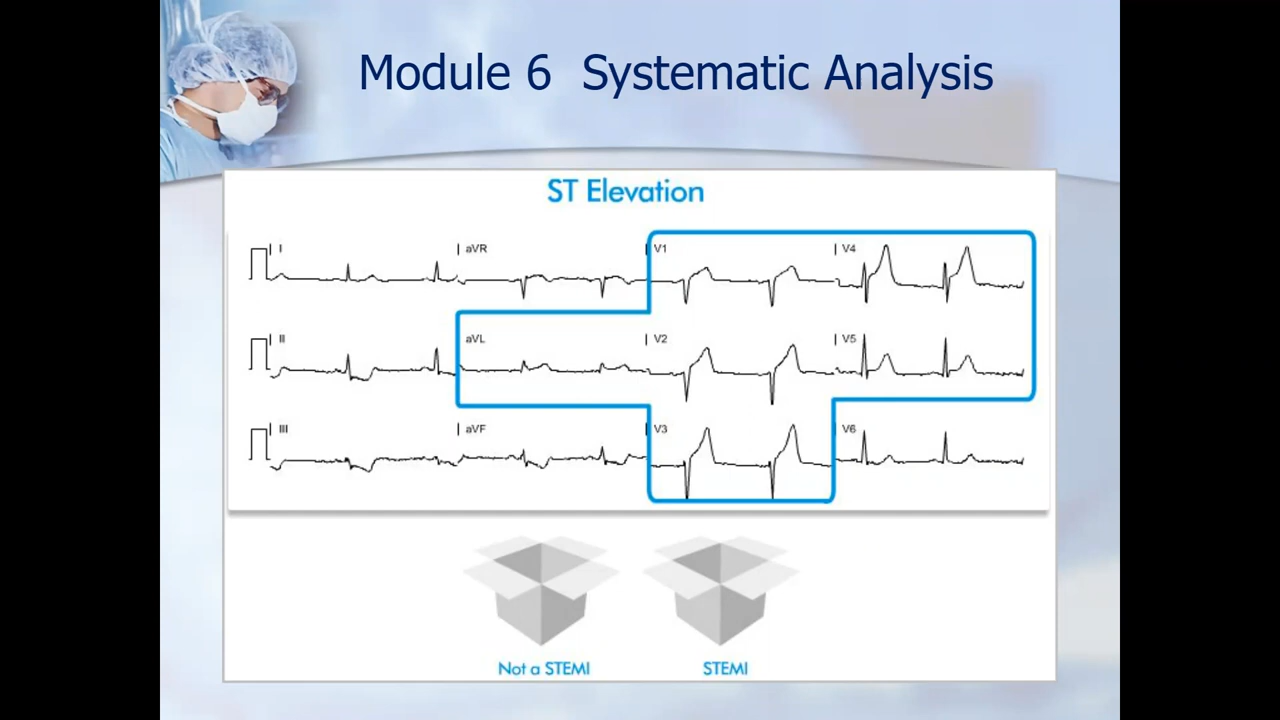 Module 6 Systematic Analysis
ST Elevation
I aVR V1 V4
II aVL V2 V5
III aVF V3 V6
Not a STEMI STEMI